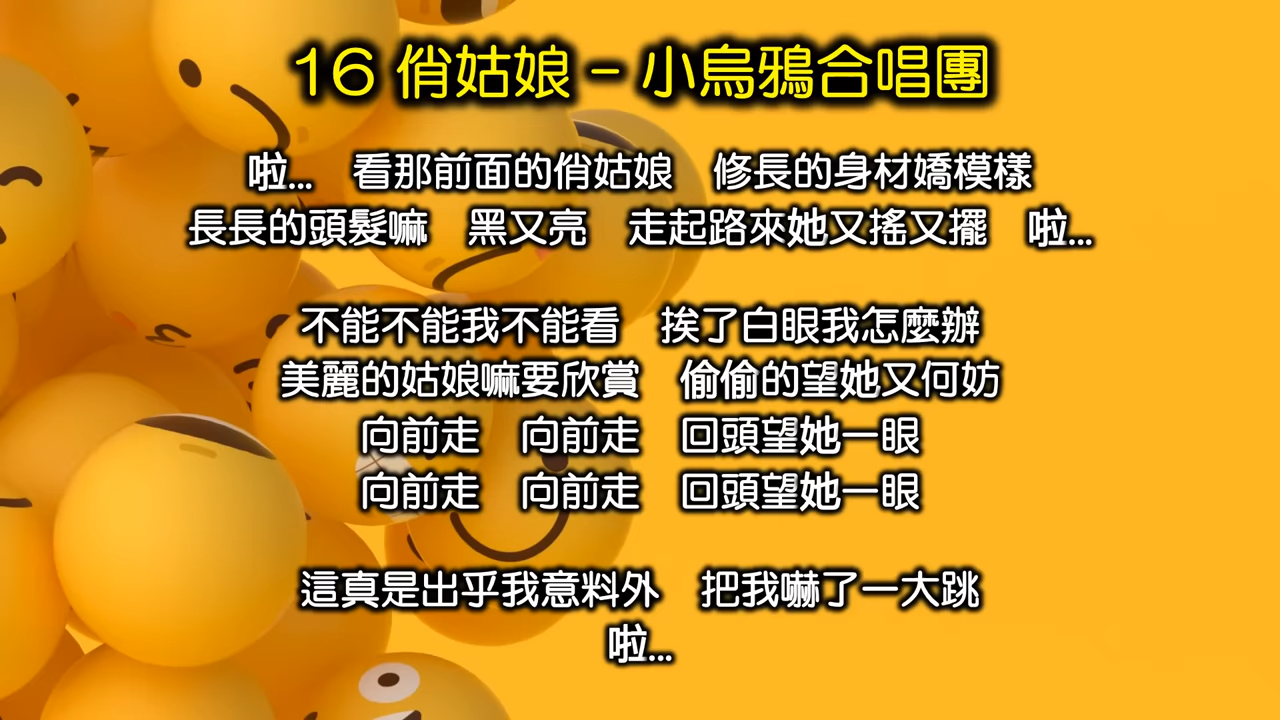 16 俏姑娘 – 小烏鴉合唱團
啦... 看那前面的俏姑娘 修長的身材嬌模樣
長長的頭髮嘛 黑又亮 走起路來她又搖又擺 啦...
不能不能我不能看 挨了白眼我怎麼辦
美麗的姑娘嘛要欣賞 偷偷的望她又何妨
向前走 向前走 回頭望她一眼
向前走 向前走 回頭望她一眼
這真是出乎我意料外 把我嚇了一大跳
啦...